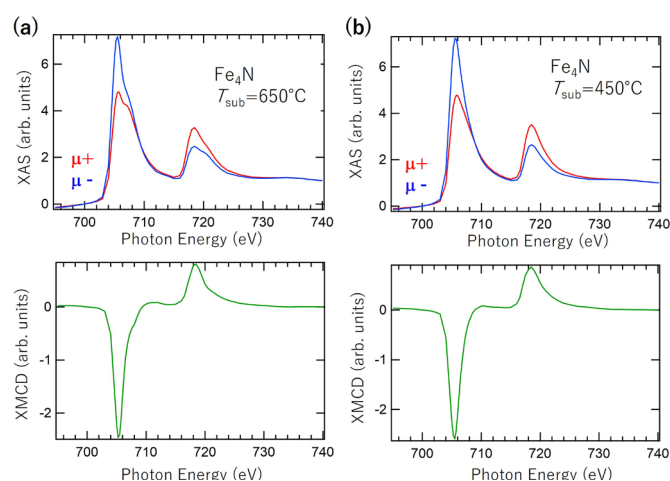 (a)
6
4
2
0
XAS (arb. units)
Fe₄N
Tsub=650°C
μ+
μ -
700
710
720
730
740
Photon Energy (eV)
0
-1
-2
XMCD (arb. units)
700
710
720
730
740
Photon Energy (eV)
(b)
6
4
2
0
XAS (arb. units)
Fe₄N
Tsub=450°C
μ+
μ -
700
710
720
730
740
Photon Energy (eV)
0
-1
-2
XMCD (arb. units)
700
710
720
730
740
Photon Energy (eV)